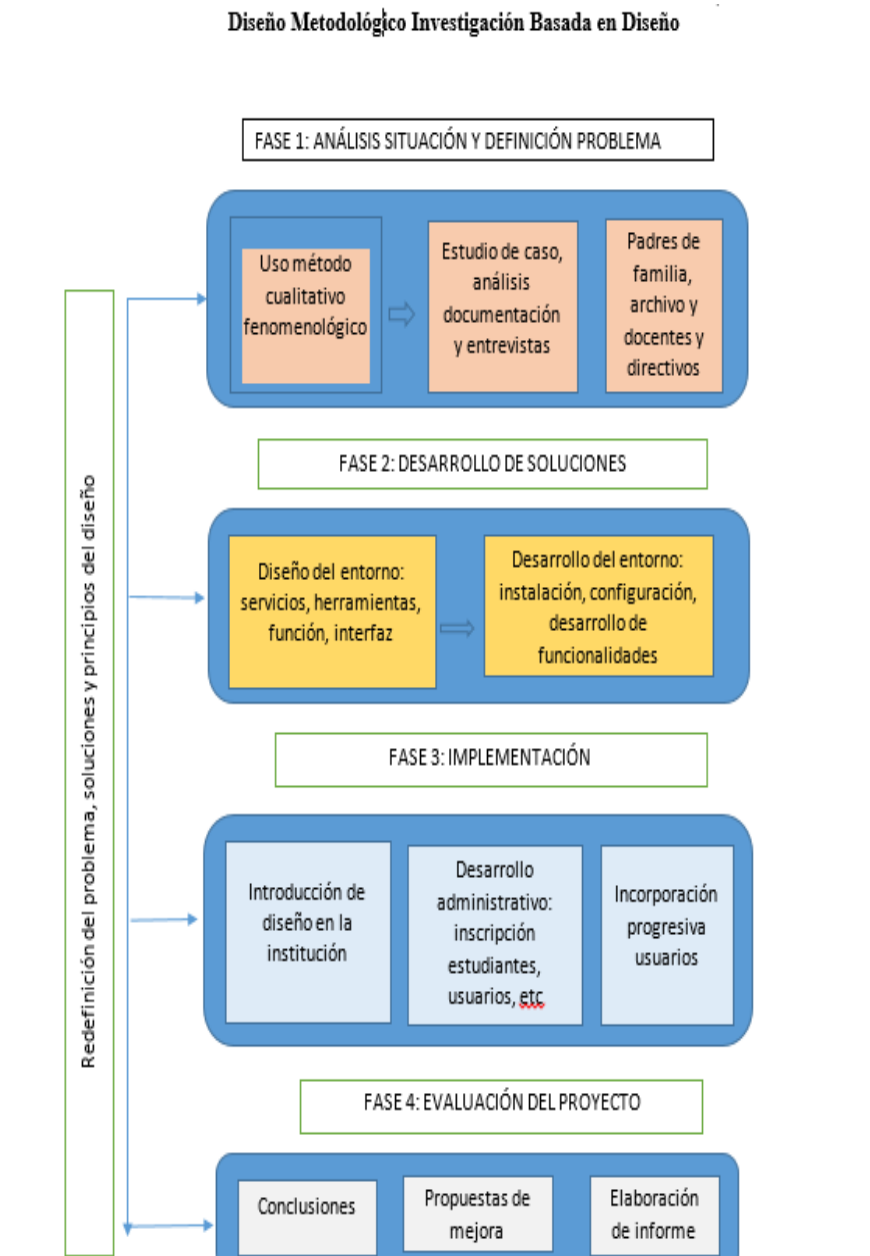 Diseño Metodológico Investigación Basada en Diseño
FASE 1: ANÁLISIS SITUACIÓN Y DEFINICIÓN PROBLEMA
Uso método
cualitativo
fenomenológico
Estudio de caso,
análisis
documentación
y entrevistas
Padres de
familia,
archivo y
docentes y
directivos
Redefinición del problema, soluciones y principios del diseño
FASE 2: DESARROLLO DE SOLUCIONES
Diseño del entorno:
servicios, herramientas,
función, interfaz
Desarrollo del entorno:
instalación, configuración,
desarrollo de
funcionalidades
FASE 3: IMPLEMENTACIÓN
Introducción de
diseño en la
institución
Desarrollo
administrativo:
inscripción
estudiantes,
usuarios, etc
Incorporación
progresiva
usuarios
FASE 4: EVALUACIÓN DEL PROYECTO
Conclusiones
Propuestas de
mejora
Elaboración
de informe